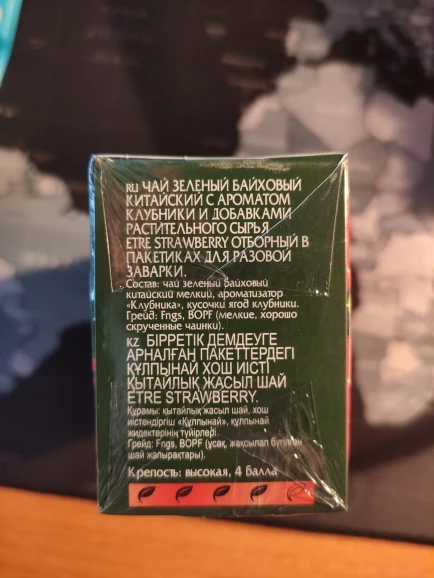 RU ЧАЙ ЗЕЛЕНЫЙ БАЙХОВЫЙ
КИТАЙСКИЙ С АРОМАТОМ
КЛУБНИКИ И ДОБАВКАМИ
РАСТИТЕЛЬНОГО СЫРЬЯ
ETRE STRAWBERRY ОТБОРНЫЙ В
ПАКЕТИКАХ ДЛЯ РАЗОВОЙ
ЗАВАРКИ.
Состав: чай зеленый байховый
китайский мелкий, ароматизатор
«Клубника», кусочки ягод клубники.
Грейд: Fngs, BOPF (мелкие, хорошо
скрученные чаинки).
KZ БІРРЕТІК ДЕМДЕУГЕ
АРНАЛҒАН ПАКЕТТЕРДЕГІ
ҚҰЛПЫНАЙ ХОШ ИІСТІ
ҚЫТАЙЛЫҚ ЖАСЫЛ ШАЙ
ETRE STRAWBERRY.
Құрамы: қытайлық жасыл шай, хош
иістендіргіш «Құлпынай», құлпынай
жидектерінің түйірлері.
Грейд: Fngs, BOPF (ұсақ, жақсылап бүтілген
шай жапырақтары).
Крепость: высокая, 4 балла